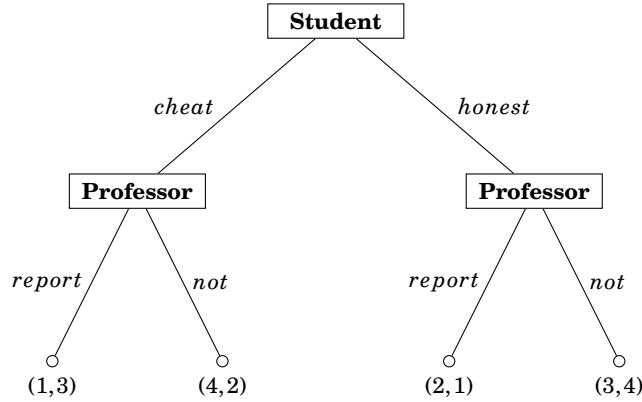 Student
cheat honest
Professor Professor
report not report not
(1,3) (4,2) (2,1) (3,4)